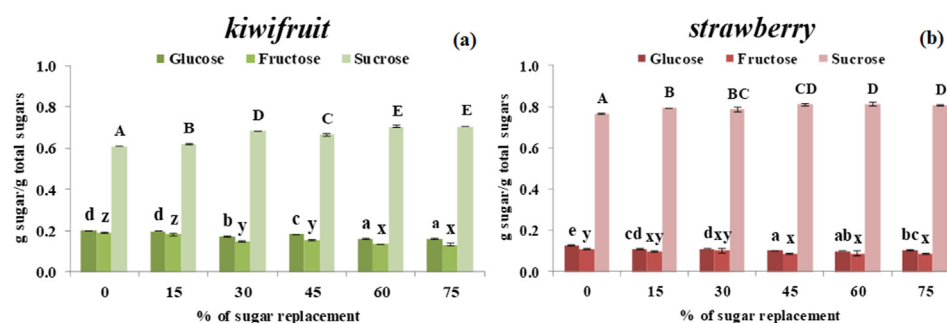 kiwifruit (a)
Glucose Fructose Sucrose
g sugar/g total sugars
1.0
0.8
0.6
0.4
0.2
0.0
A B D C E E
d z d z b y c y a x a x
0 15 30 45 60 75
% of sugar replacement
strawberry (b)
Glucose Fructose Sucrose
g sugar/g total sugars
1.0
0.8
0.6
0.4
0.2
0.0
A B BC CD D D
e y cd xy d xy a x ab x bc x
0 15 30 45 60 75
% of sugar replacement